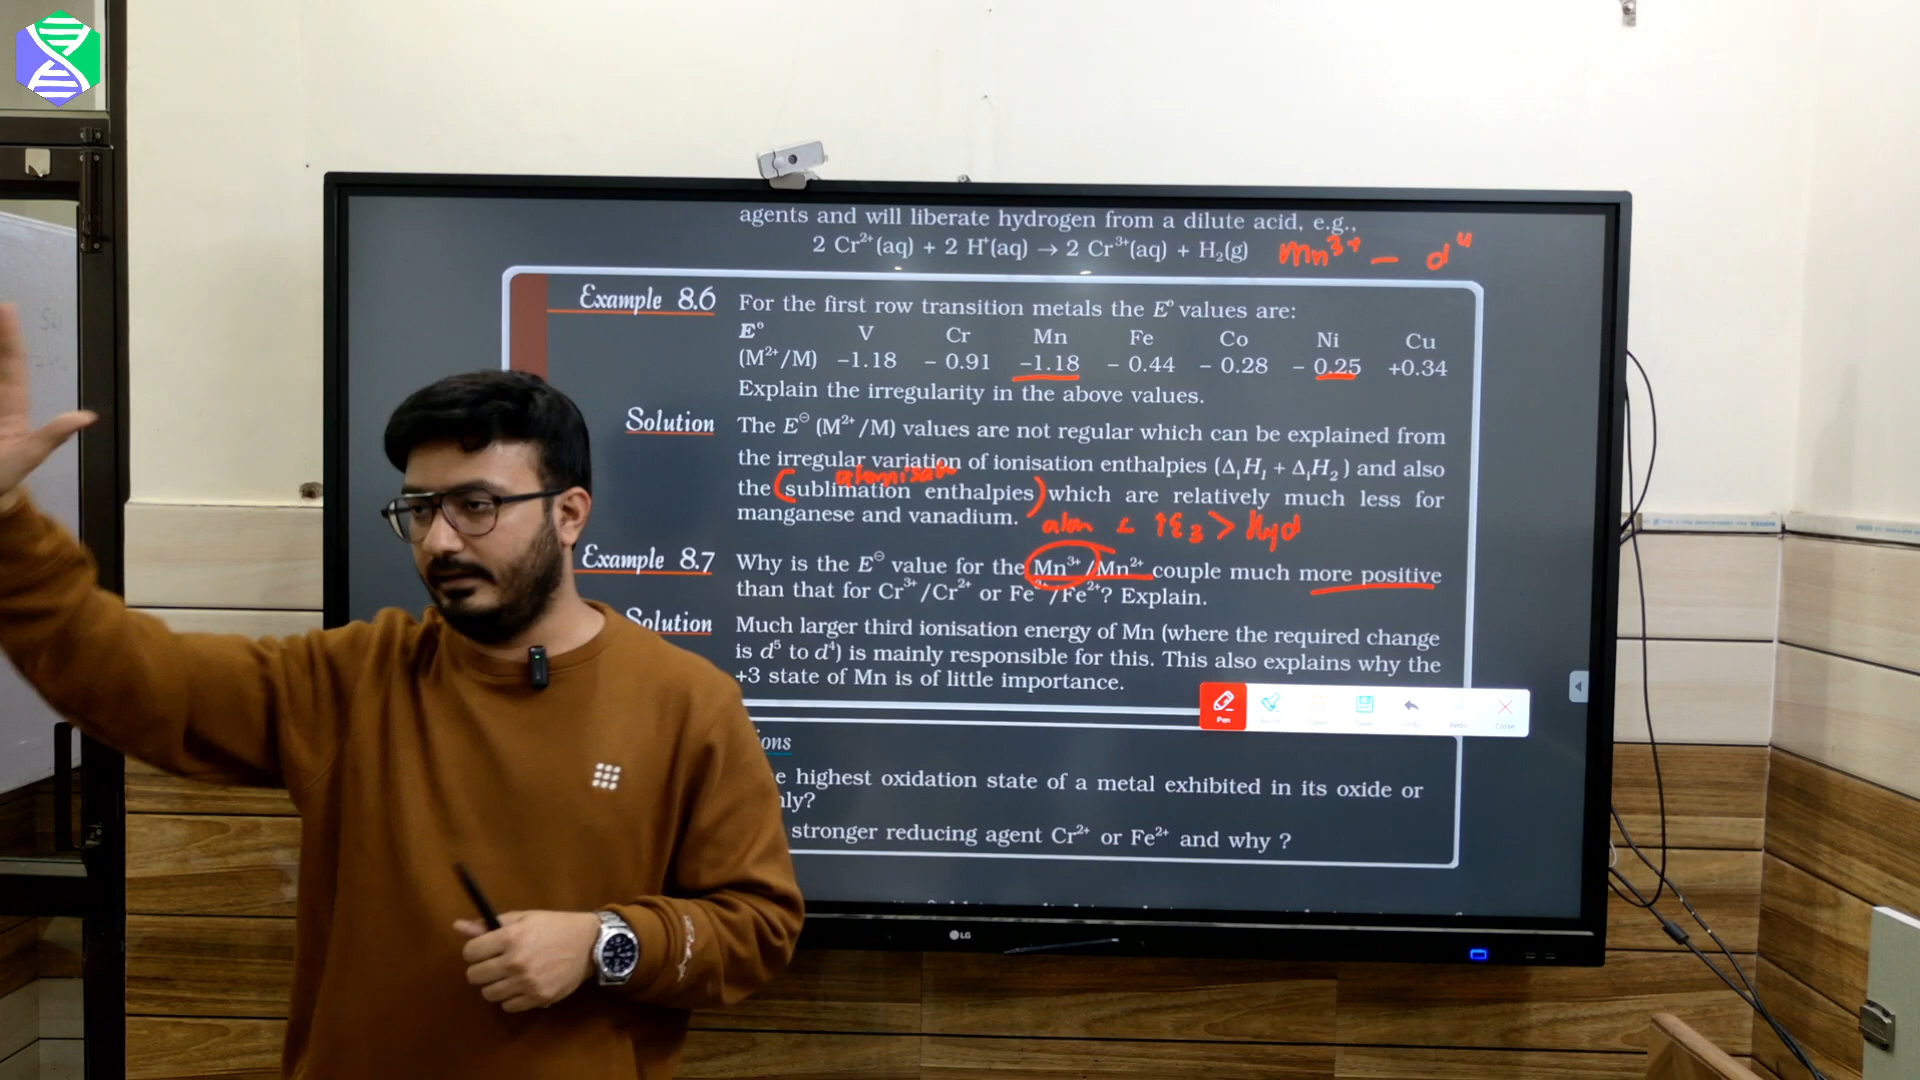 agents and will liberate hydrogen from a dilute acid, e.g.,
2 Cr²⁺(aq) + 2 H⁺(aq) → 2 Cr³⁺(aq) + H₂(g) Mn³⁺ – d⁴
Example 8.6 For the first row transition metals the E° values are:
E° V Cr Mn Fe Co Ni Cu
(M²⁺/M) –1.18 – 0.91 –1.18 – 0.44 – 0.28 – 0.25 +0.34
Explain the irregularity in the above values.
Solution The E⊖ (M²⁺/M) values are not regular which can be explained from
the irregular variation of ionisation enthalpies (ΔᵢH₁ + ΔᵢH₂) and also
the (sublimation enthalpies) which are relatively much less for
manganese and vanadium.
Example 8.7 Why is the E⊖ value for the Mn³⁺/Mn²⁺ couple much more positive
than that for Cr³⁺/Cr²⁺ or Fe³⁺/Fe²⁺? Explain.
Solution Much larger third ionisation energy of Mn (where the required change
is d⁵ to d⁴) is mainly responsible for this. This also explains why the
+3 state of Mn is of little importance.
Pen
Close
ons
e highest oxidation state of a metal exhibited in its oxide or
nly?
stronger reducing agent Cr²⁺ or Fe²⁺ and why ?
LG